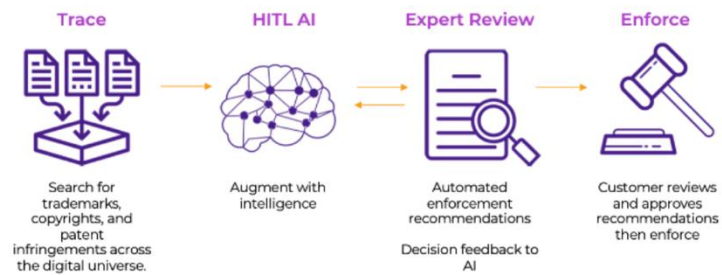 Trace
HITL AI
Expert Review
Enforce
Search for
trademarks,
copyrights, and
patent
infringements across
the digital universe.
Augment with
intelligence
Automated
enforcement
recommendations
Decision feedback to
AI
Customer reviews
and approves
recommendations
then enforce